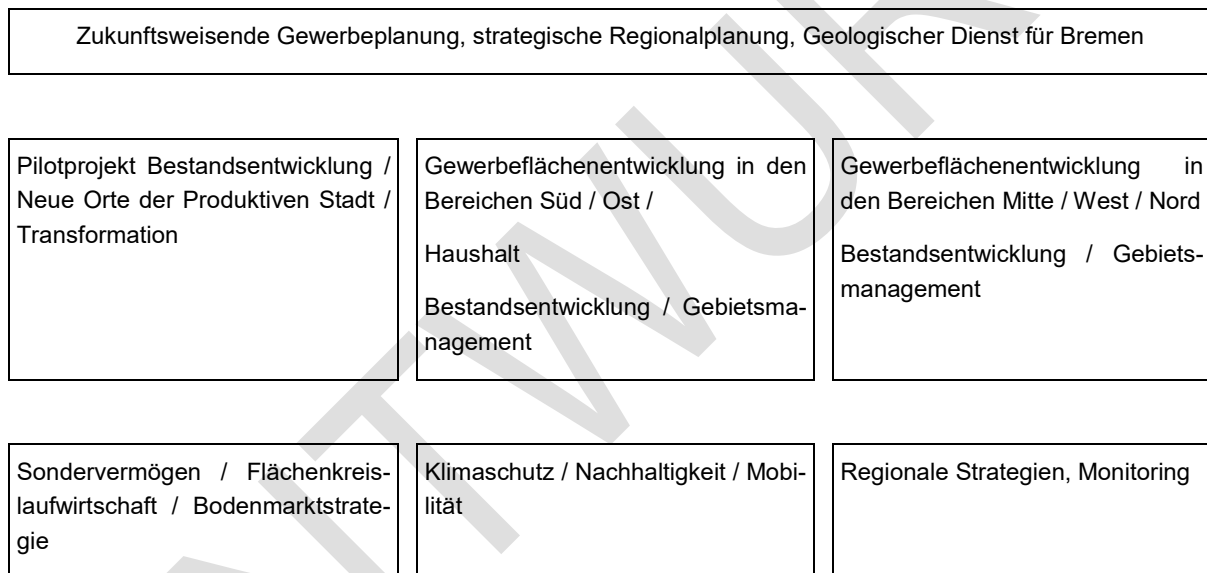 Zukunftsweisende Gewerbeplanung, strategische Regionalplanung, Geologischer Dienst für Bremen
Pilotprojekt Bestandsentwicklung /
Neue Orte der Produktiven Stadt /
Transformation
Gewerbeflächenentwicklung in den
Bereichen Süd / Ost /
Haushalt
Bestandsentwicklung / Gebietsma-
nagement
Gewerbeflächenentwicklung in
den Bereichen Mitte / West / Nord
Bestandsentwicklung / Gebiets-
management
Sondervermögen / Flächenkreis-
laufwirtschaft / Bodenmarktstrate-
gie
Klimaschutz / Nachhaltigkeit / Mobi-
lität
Regionale Strategien, Monitoring
NTWUR